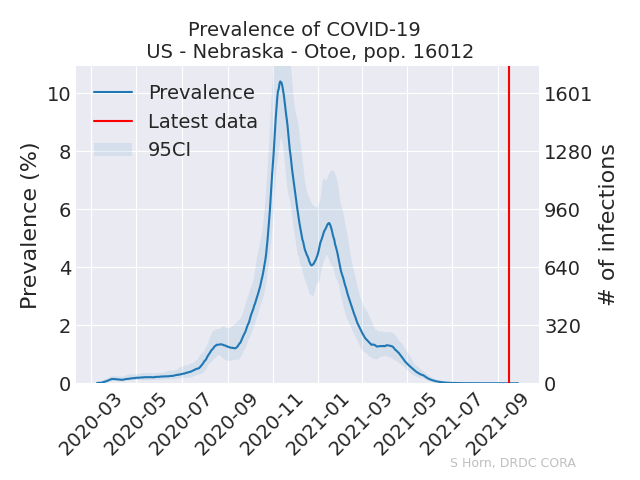 Prevalence of COVID-19
US - Nebraska - Otoe, pop. 16012
Prevalence
Latest data
95CI
Prevalence (%)
10
8
6
4
2
0
1601
1280
960
640
320
0
# of infections
2020-03
2020-05
2020-07
2020-09
2020-11
2021-01
2021-03
2021-05
2021-07
2021-09
S Horn, DRDC CORA